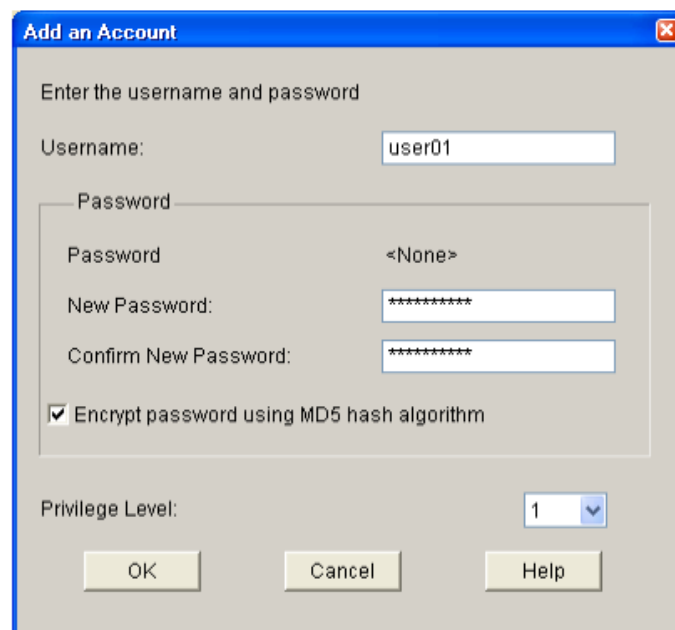 Add an Account
Enter the username and password
Username: user01
Password
Password <None>
New Password: **********
Confirm New Password: **********
Encrypt password using MD5 hash algorithm
Privilege Level: 1
OK Cancel Help